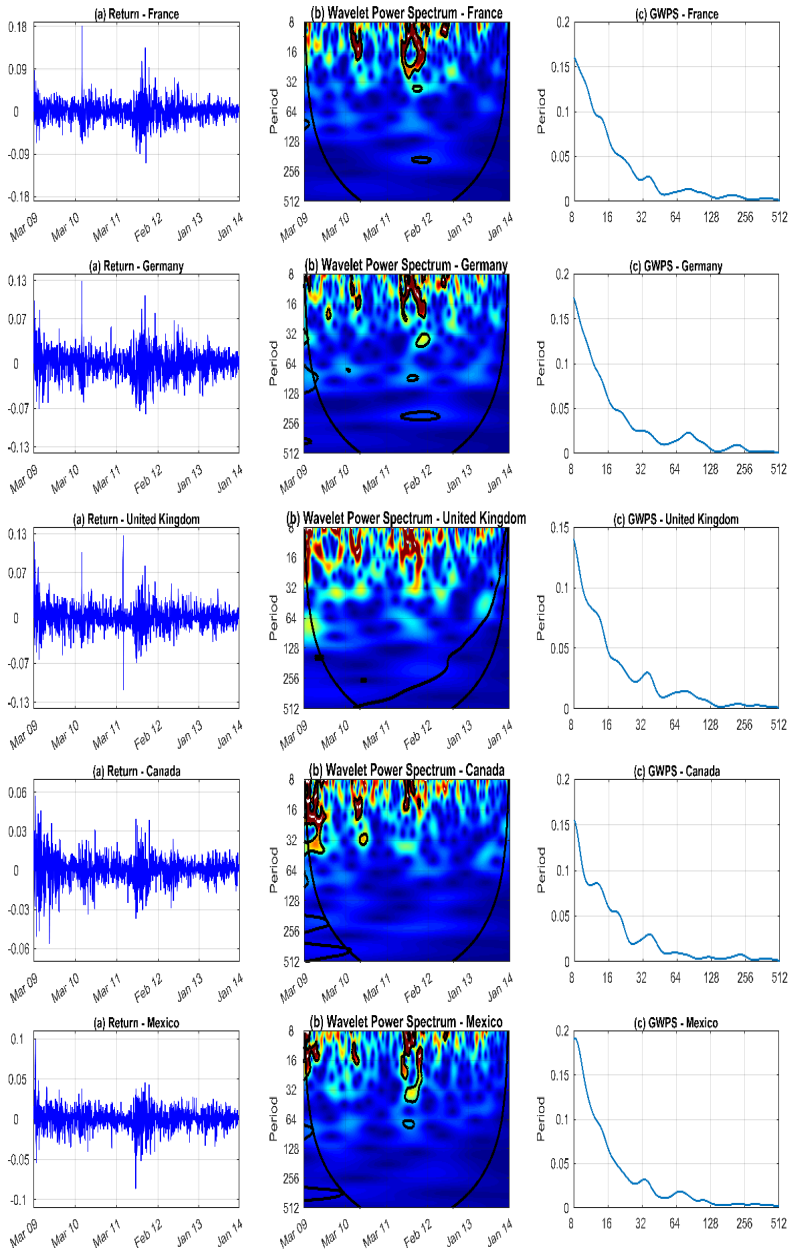 (a) Return - France
0.18
0.09
0
-0.09
-0.18
Mar 09
Mar 10
Mar 11
Feb 12
Jan 13
Jan 14
(b) Wavelet Power Spectrum - France
Period
8
16
32
64
128
256
512
Mar 09
Mar 10
Mar 11
Feb 12
Jan 13
Jan 14
(c) GWPS - France
Period
0.2
0.15
0.1
0.05
0
8
16
32
64
128
256
512
(a) Return - Germany
0.13
0.07
0
-0.07
-0.13
Mar 09
Mar 10
Mar 11
Feb 12
Jan 13
Jan 14
(b) Wavelet Power Spectrum - Germany
Period
8
16
32
64
128
256
512
Mar 09
Mar 10
Mar 11
Feb 12
Jan 13
Jan 14
(c) GWPS - Germany
Period
0.2
0.15
0.1
0.05
0
8
16
32
64
128
256
512
(a) Return - United Kingdom
0.13
0.07
0
-0.07
-0.13
Mar 09
Mar 10
Mar 11
Feb 12
Jan 13
Jan 14
(b) Wavelet Power Spectrum - United Kingdom
Period
8
16
32
64
128
256
512
Mar 09
Mar 10
Mar 11
Feb 12
Jan 13
Jan 14
(c) GWPS - United Kingdom
Period
0.15
0.1
0.05
0
8
16
32
64
128
256
512
(a) Return - Canada
0.06
0.03
0
-0.03
-0.06
Mar 09
Mar 10
Mar 11
Feb 12
Jan 13
Jan 14
(b) Wavelet Power Spectrum - Canada
Period
8
16
32
64
128
256
512
Mar 09
Mar 10
Mar 11
Feb 12
Jan 13
Jan 14
(c) GWPS - Canada
Period
0.2
0.15
0.1
0.05
0
8
16
32
64
128
256
512
(a) Return - Mexico
0.1
0.05
0
-0.05
-0.1
Mar 09
Mar 10
Mar 11
Feb 12
Jan 13
Jan 14
(b) Wavelet Power Spectrum - Mexico
Period
8
16
32
64
128
256
512
Mar 09
Mar 10
Mar 11
Feb 12
Jan 13
Jan 14
(c) GWPS - Mexico
Period
0.2
0.15
0.1
0.05
0
8
16
32
64
128
256
512